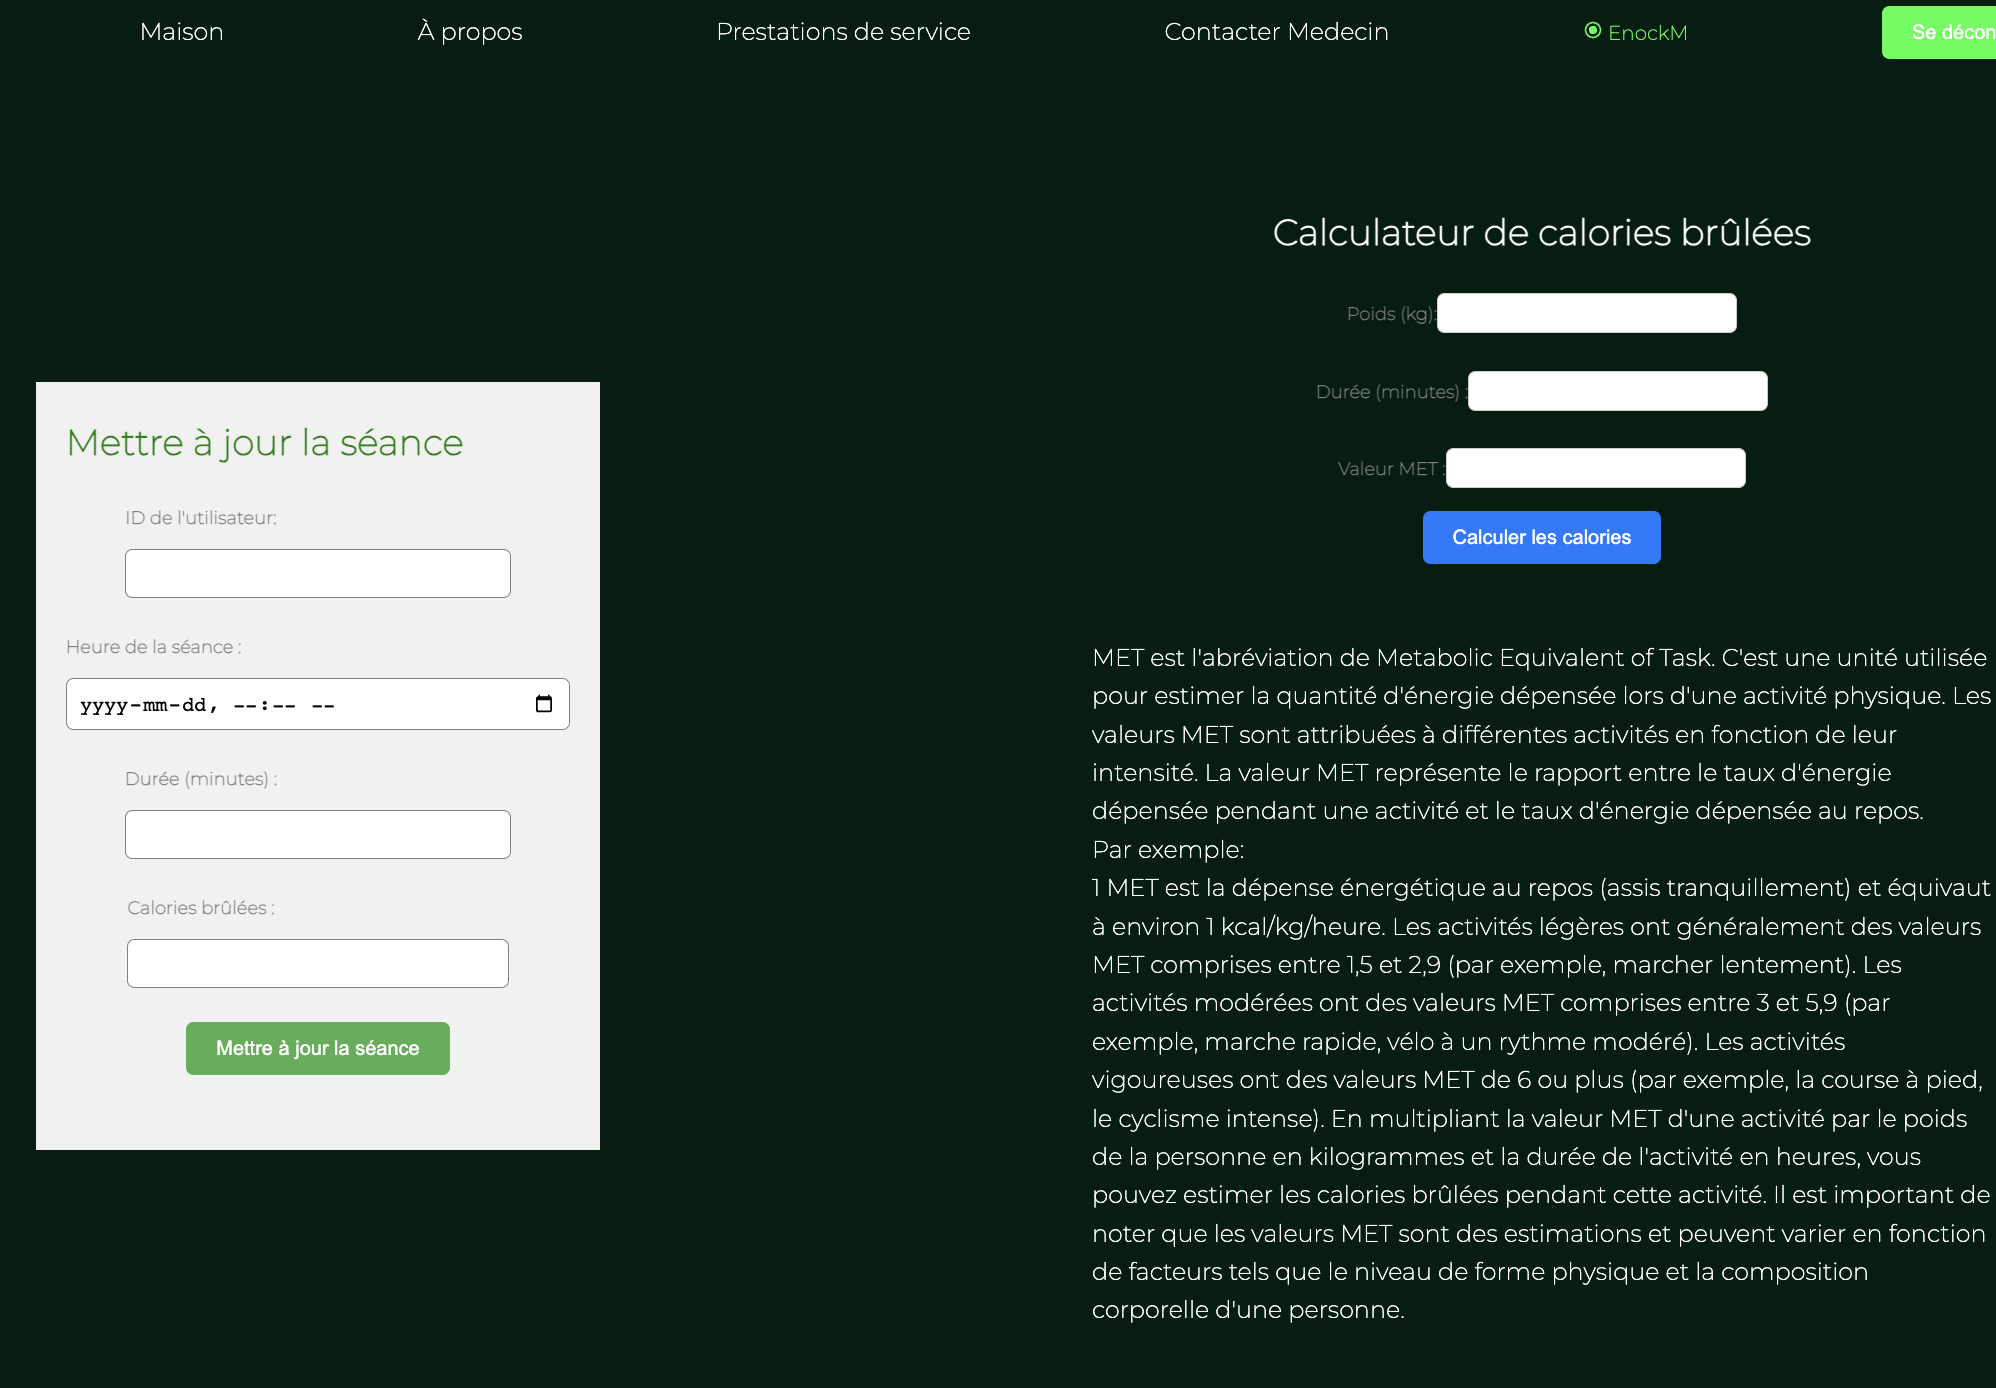 Maison
À propos
Prestations de service
Contacter Medecin
EnockM
Se décon
Mettre à jour la séance
ID de l'utilisateur:
Heure de la séance :
yyyy-mm-dd, --:-- --
Durée (minutes) :
Calories brûlées :
Mettre à jour la séance
Calculateur de calories brûlées
Poids (kg):
Durée (minutes) :
Valeur MET :
Calculer les calories
MET est l'abréviation de Metabolic Equivalent of Task. C'est une unité utilisée
pour estimer la quantité d'énergie dépensée lors d'une activité physique. Les
valeurs MET sont attribuées à différentes activités en fonction de leur
intensité. La valeur MET représente le rapport entre le taux d'énergie
dépensée pendant une activité et le taux d'énergie dépensée au repos.
Par exemple:
1 MET est la dépense énergétique au repos (assis tranquillement) et équivaut
à environ 1 kcal/kg/heure. Les activités légères ont généralement des valeurs
MET comprises entre 1,5 et 2,9 (par exemple, marcher lentement). Les
activités modérées ont des valeurs MET comprises entre 3 et 5,9 (par
exemple, marche rapide, vélo à un rythme modéré). Les activités
vigoureuses ont des valeurs MET de 6 ou plus (par exemple, la course à pied,
le cyclisme intense). En multipliant la valeur MET d'une activité par le poids
de la personne en kilogrammes et la durée de l'activité en heures, vous
pouvez estimer les calories brûlées pendant cette activité. Il est important de
noter que les valeurs MET sont des estimations et peuvent varier en fonction
de facteurs tels que le niveau de forme physique et la composition
corporelle d'une personne.